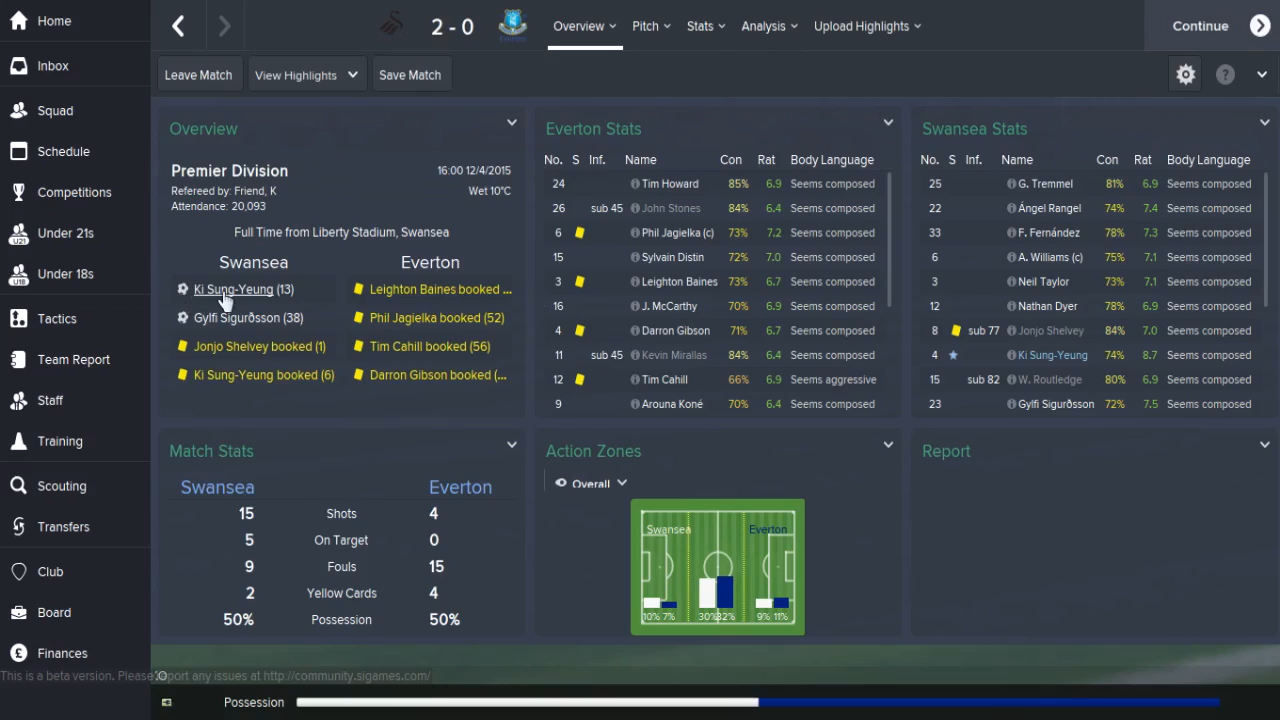 Home
Inbox
Squad
Schedule
Competitions
U21
Under 21s
U18
Under 18s
Tactics
Team Report
Staff
Training
Scouting
Transfers
Club
Board
Finances
2 - 0
Overview
Pitch
Stats
Analysis
Upload Highlights
Continue
Leave Match
View Highlights
Save Match
?
Overview
Premier Division 16:00 12/4/2015
Refereed by: Friend, K Wet 10°C
Attendance: 20,093
Full Time from Liberty Stadium, Swansea
Swansea Everton
Ki Sung-Yeung (13) Leighton Baines booked ...
Gylfi Sigurðsson (38) Phil Jagielka booked (52)
Jonjo Shelvey booked (1) Tim Cahill booked (56)
Ki Sung-Yeung booked (6) Darron Gibson booked (...
Everton Stats
No. S Inf. Name Con Rat Body Language
24 Tim Howard 85% 6.9 Seems composed
26 sub 45 John Stones 84% 6.4 Seems composed
6 Phil Jagielka (c) 73% 7.2 Seems composed
15 Sylvain Distin 72% 7.0 Seems composed
3 Leighton Baines 73% 6.7 Seems composed
16 J. McCarthy 70% 6.9 Seems composed
4 Darron Gibson 71% 6.7 Seems composed
11 sub 45 Kevin Mirallas 84% 6.4 Seems composed
12 Tim Cahill 66% 6.9 Seems aggressive
9 Arouna Koné 70% 6.4 Seems composed
Swansea Stats
No. S Inf. Name Con Rat Body Language
25 G. Tremmel 81% 6.9 Seems composed
22 Ángel Rangel 74% 7.4 Seems composed
33 F. Fernández 78% 7.3 Seems composed
6 A. Williams (c) 75% 7.1 Seems composed
3 Neil Taylor 73% 7.1 Seems composed
12 Nathan Dyer 78% 6.9 Seems composed
8 sub 77 Jonjo Shelvey 84% 7.0 Seems composed
4 Ki Sung-Yeung 74% 8.7 Seems composed
15 sub 82 W. Routledge 80% 6.9 Seems composed
23 Gylfi Sigurðsson 72% 7.5 Seems composed
Match Stats
Swansea Everton
15 Shots 4
5 On Target 0
9 Fouls 15
2 Yellow Cards 4
50% Possession 50%
Action Zones
Overall
Swansea Everton
10% 7% 30% 32% 9% 11%
Report
This is a beta version. Please report any issues at http://community.sigames.com/
Possession